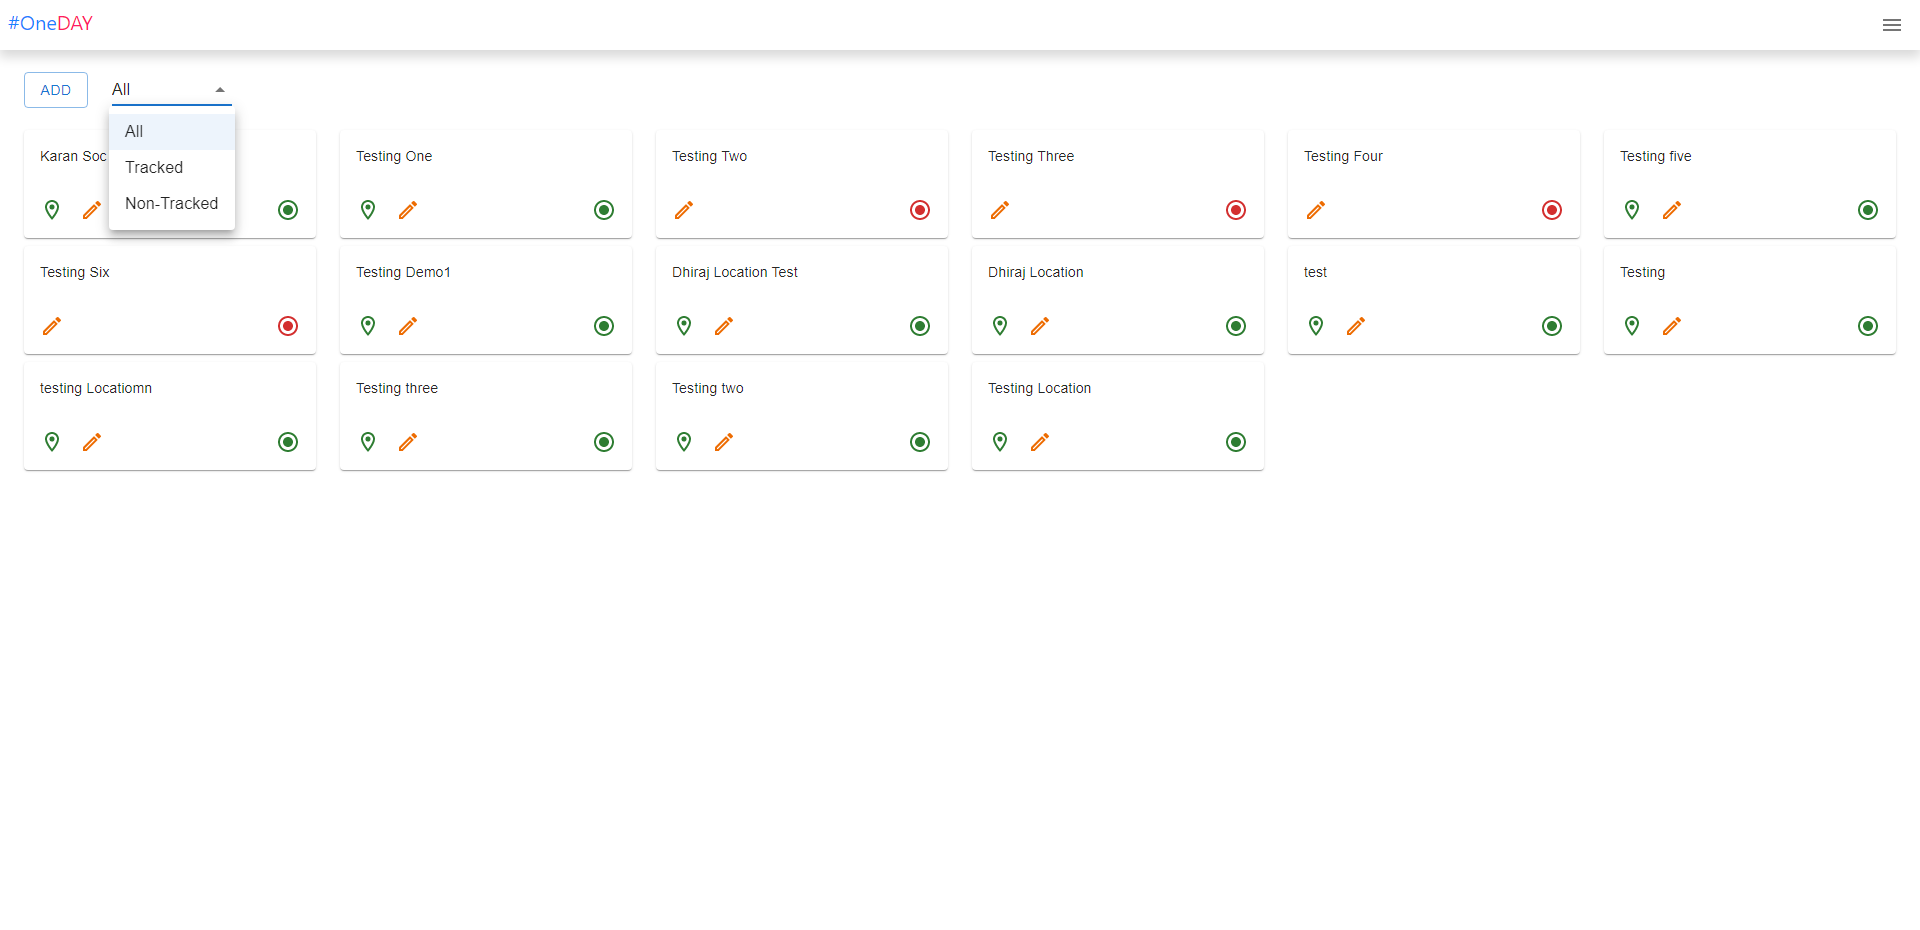 #OneDAY
ADD
All
All
Tracked
Non-Tracked
Karan Soc
Testing One
Testing Two
Testing Three
Testing Four
Testing five
Testing Six
Testing Demo1
Dhiraj Location Test
Dhiraj Location
test
Testing
testing Locatiomn
Testing three
Testing two
Testing Location